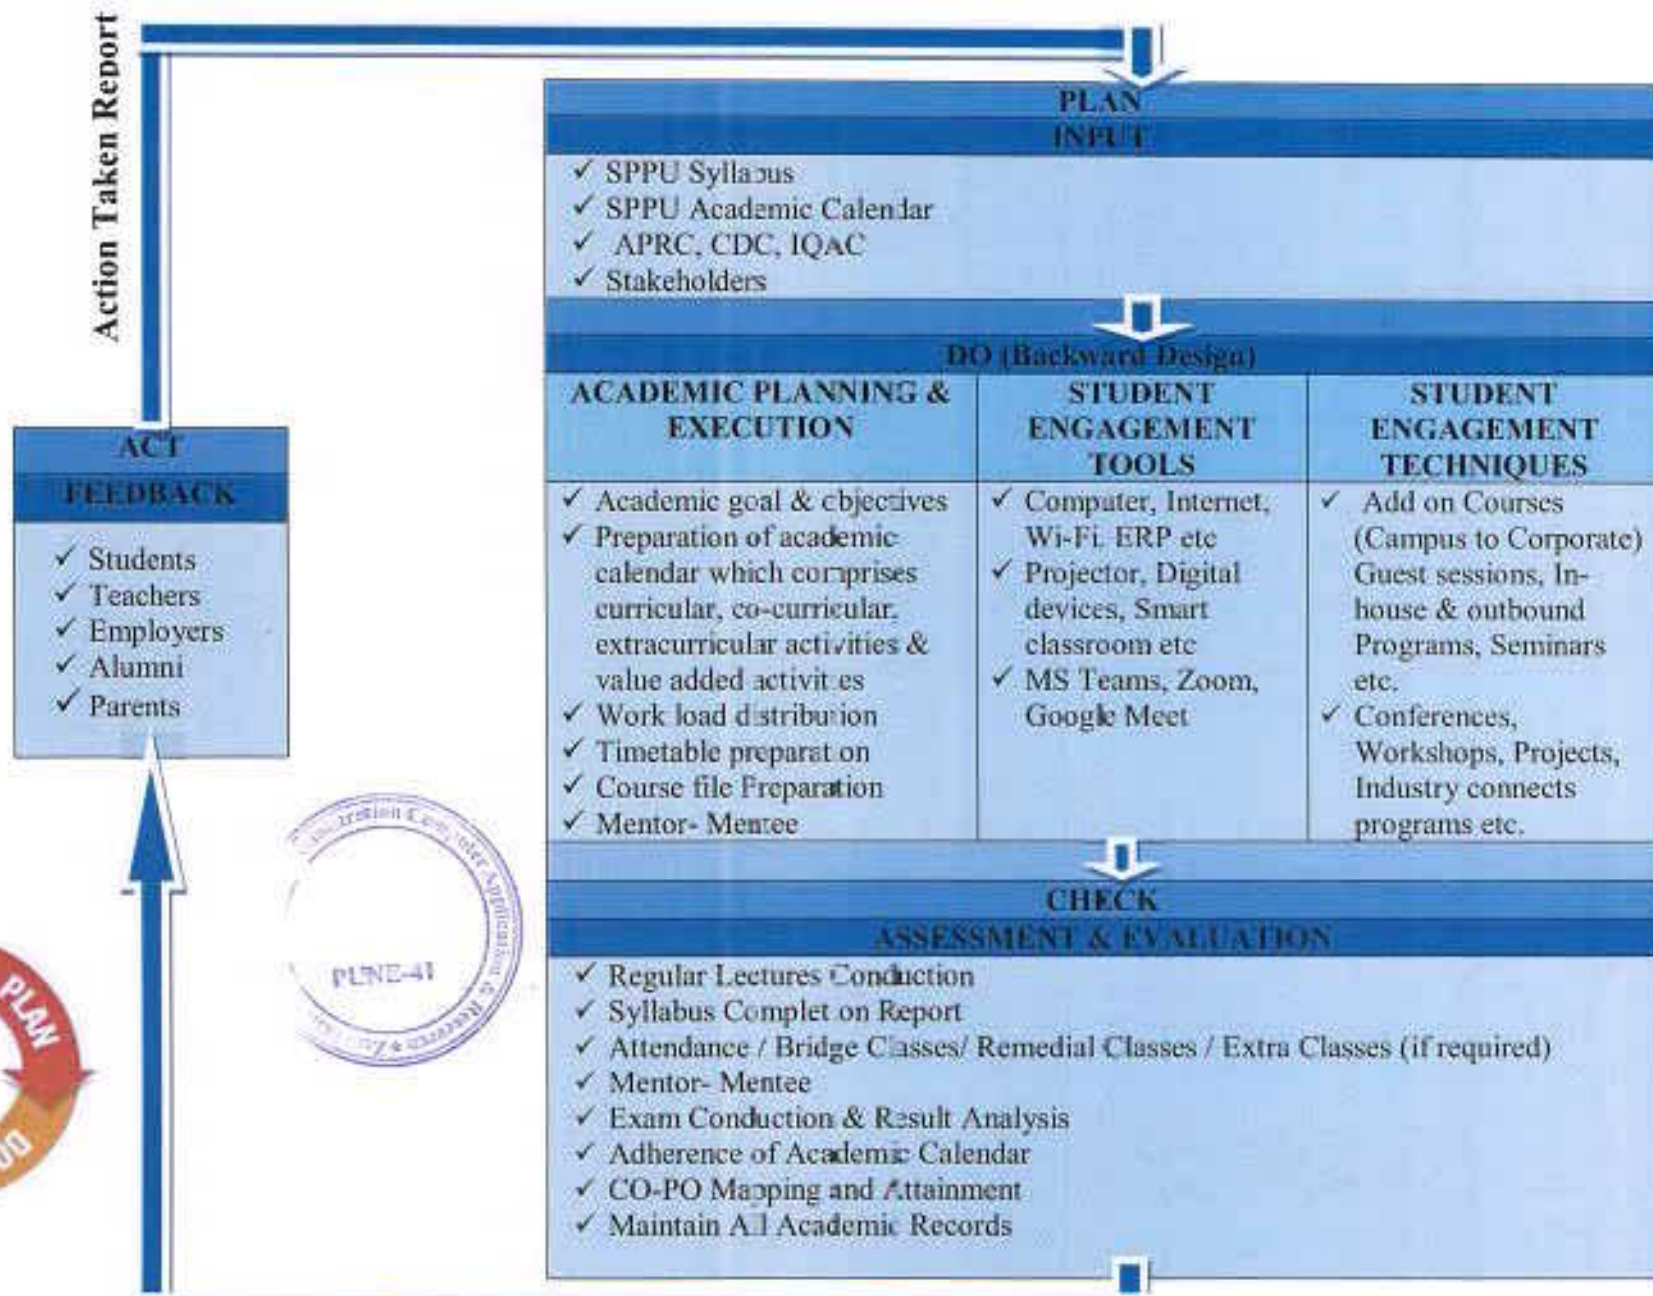 Action Taken Report
PLAN
INPUT
✓ SPPU Syllabus
✓ SPPU Academic Calendar
✓ APRC, CDC, IQAC
✓ Stakeholders
DO (Backward Design)
ACADEMIC PLANNING &
EXECUTION
✓ Academic goal & objectives
✓ Preparation of academic
calendar which comprises
curricular, co-curricular,
extracurricular activities &
value added activities
✓ Work load distribution
✓ Timetable preparation
✓ Course file Preparation
✓ Mentor- Mentee
STUDENT
ENGAGEMENT
TOOLS
✓ Computer, Internet,
Wi-Fi. ERP etc
✓ Projector, Digital
devices, Smart
classroom etc
✓ MS Teams, Zoom,
Google Meet
STUDENT
ENGAGEMENT
TECHNIQUES
✓ Add on Courses
(Campus to Corporate)
Guest sessions, In-
house & outbound
Programs, Seminars
etc.
✓ Conferences,
Workshops, Projects,
Industry connects
programs etc.
CHECK
ASSESSMENT & EVALUATION
✓ Regular Lectures Conduction
✓ Syllabus Completion Report
✓ Attendance / Bridge Classes/ Remedial Classes / Extra Classes (if required)
✓ Mentor- Mentee
✓ Exam Conduction & Result Analysis
✓ Adherence of Academic Calendar
✓ CO-PO Mapping and Attainment
✓ Maintain All Academic Records
ACT
FEEDBACK
✓ Students
✓ Teachers
✓ Employers
✓ Alumni
✓ Parents
Computer Application &
PUNE-41
PLAN
DO